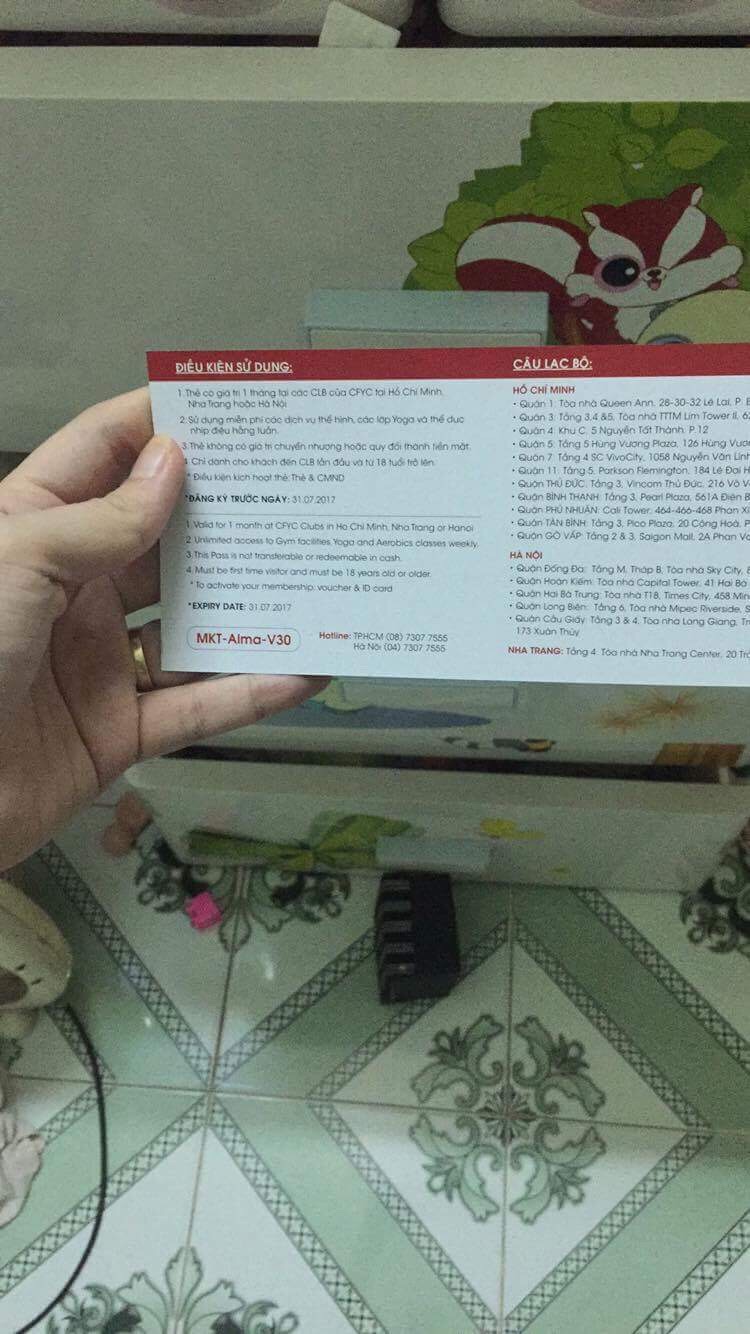 ĐIỀU KIỆN SỬ DỤNG:
1.Thẻ có giá trị 1 tháng tại các CLB của CFYC tại Hồ Chí Minh,
Nha Trang hoặc Hà Nội
2. Sử dụng miễn phí các dịch vụ thể hình, các lớp Yoga và thể dục
nhịp điệu hằng tuần.
3.Thẻ không có giá trị chuyển nhượng hoặc quy đổi thành tiền mặt.
4. Chỉ dành cho khách đến CLB lần đầu và từ 18 tuổi trở lên.
* Điều kiện kích hoạt thẻ: Thẻ & CMND
*ĐĂNG KÝ TRƯỚC NGÀY: 31.07.2017
1. Valid for 1 month at CFYC Clubs in Ho Chi Minh, Nha Trang or Hanoi
2. Unlimited access to Gym facilities, Yoga and Aerobics classes weekly.
3. This Pass is not transferable or redeemable in cash.
4. Must be first time visitor and must be 18 years old or older.
* To activate your membership: voucher & ID card
*EXPIRY DATE: 31.07.2017
MKT-Alma-V30
Hotline: TPHCM (08) 7307 7555
Hà Nội (04) 7307 7555
CÂU LẠC BỘ:
HỒ CHÍ MINH
• Quận 1: Tòa nhà Queen Ann, 28-30-32 Lê Lai, P.
• Quận 3: Tầng 3,4 &5, Tòa nhà TTTM Lim Tower II,
• Quận 4: Khu C, 5 Nguyễn Tất Thành, P.12
• Quận 5: Tầng 5 Hùng Vương Plaza, 126 Hùng
• Quận 7: Tầng 4 SC VivoCity, 1058 Nguyễn Văn Linh
• Quận 11: Tầng 5, Parkson Flemington, 184 Lê Đại
• Quận THỦ ĐỨC: Tầng 3, Vincom Thủ Đức, 216 Võ
• Quận BÌNH THẠNH: Tầng 3, Pearl Plaza, 561A Điện
• Quận PHÚ NHUẬN: Cali Tower, 464-466-468 Phan
• Quận TÂN BÌNH: Tầng 3, Pico Plaza, 20 Cộng Hoà,
• Quận GÒ VẤP: Tầng 2 & 3, Saigon Mall, 2A Phan
HÀ NỘI
• Quận Đống Đa: Tầng M, Tháp B, Tòa nhà Sky City,
• Quận Hoàn Kiếm: Tòa nhà Capital Tower, 41 Hai Bà
• Quận Hai Bà Trưng: Tòa nhà T18, Times City, 458
• Quận Long Biên: Tầng 6, Tòa nhà Mipec Riverside,
• Quận Cầu Giấy: Tầng 3 & 4, Tòa nhà Long Giang,
173 Xuân Thủy
NHA TRANG: Tầng 4, Tòa nhà Nha Trang Center, 20